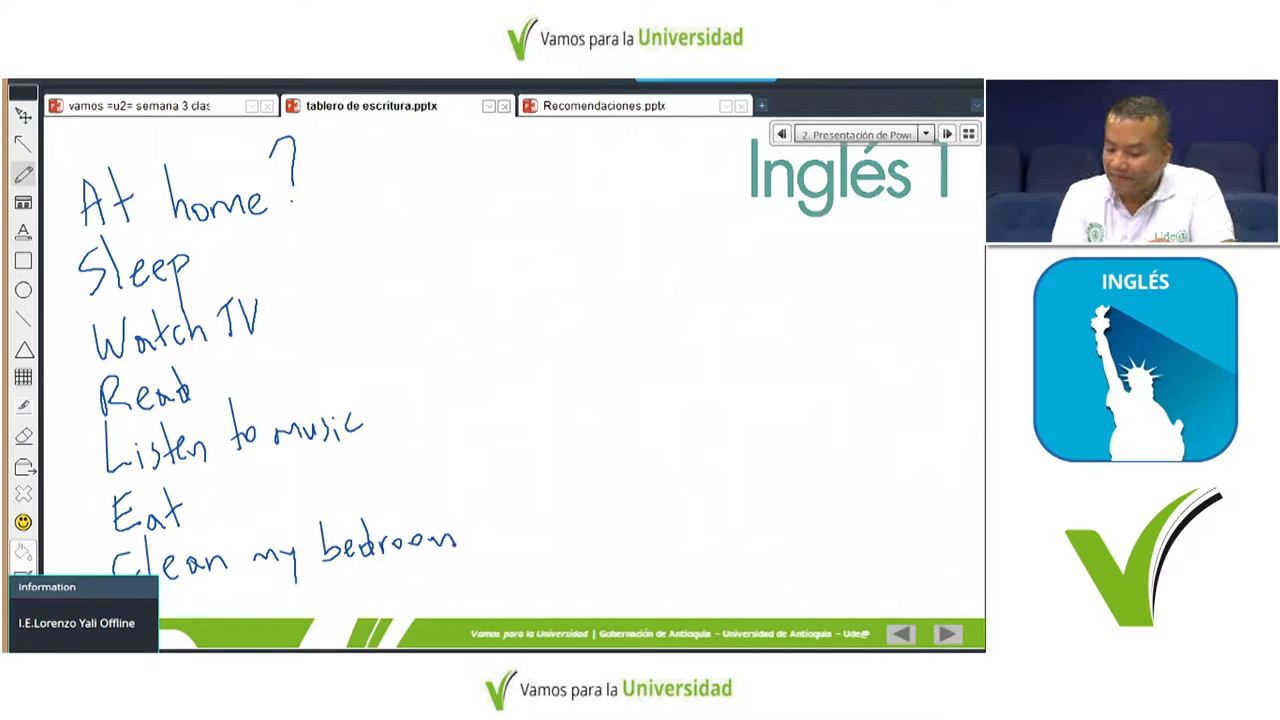 Vamos para la Universidad
vamos =u2= semana 3 clas
tablero de escritura.pptx
Recomendaciones.pptx
2. Presentación de Powe
Inglés 1
At home?
Sleep
Watch TV
Read
Listen to music
Eat
Clean my bedroom
Information
I.E.Lorenzo Yali Offline
Vamos para la Universidad | Gobernación de Antioquia – Universidad de Antioquia – Ude@
Ude@
INGLÉS
Vamos para la Universidad